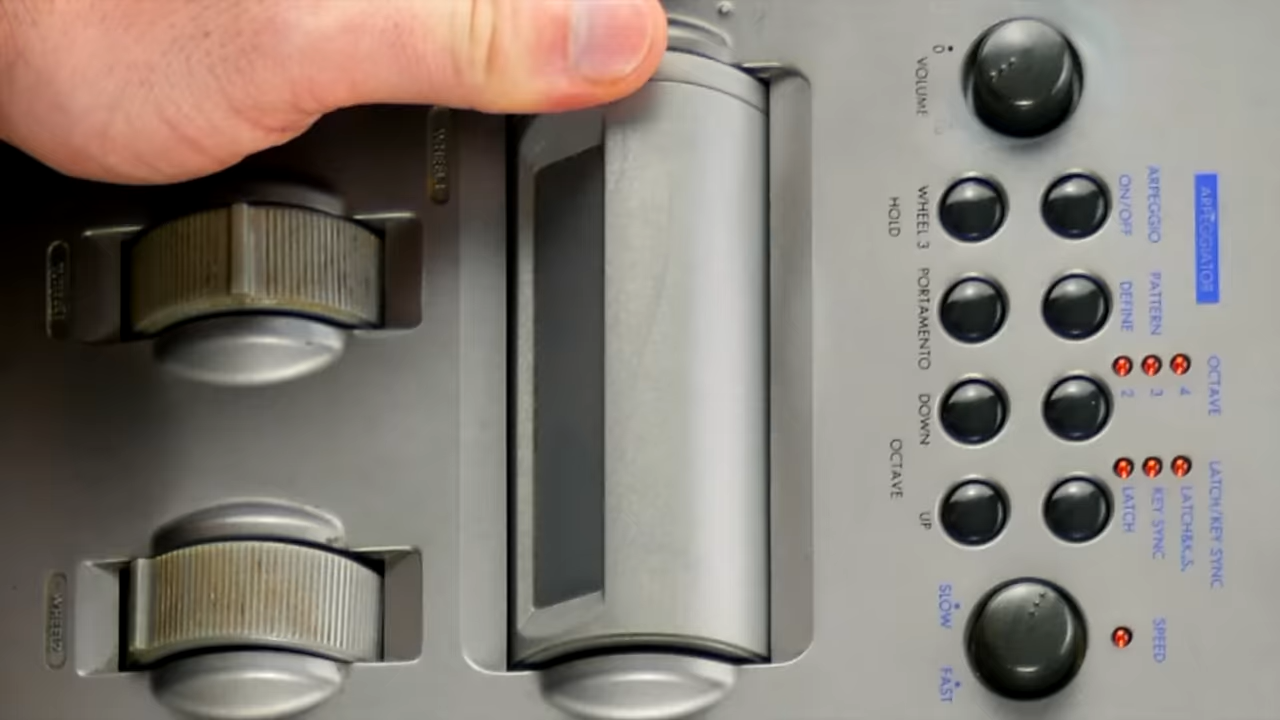 ARPEGGIATOR
ARPEGGIO
ON/OFF
PATTERN
DEFINE
OCTAVE
4
3
2
LATCH/KEY SYNC
LATCH&K.S.
KEY SYNC
LATCH
SPEED
SLOW
FAST
0
VOLUME
WHEEL 3
HOLD
PORTAMENTO
DOWN
OCTAVE
UP
WHEEL2